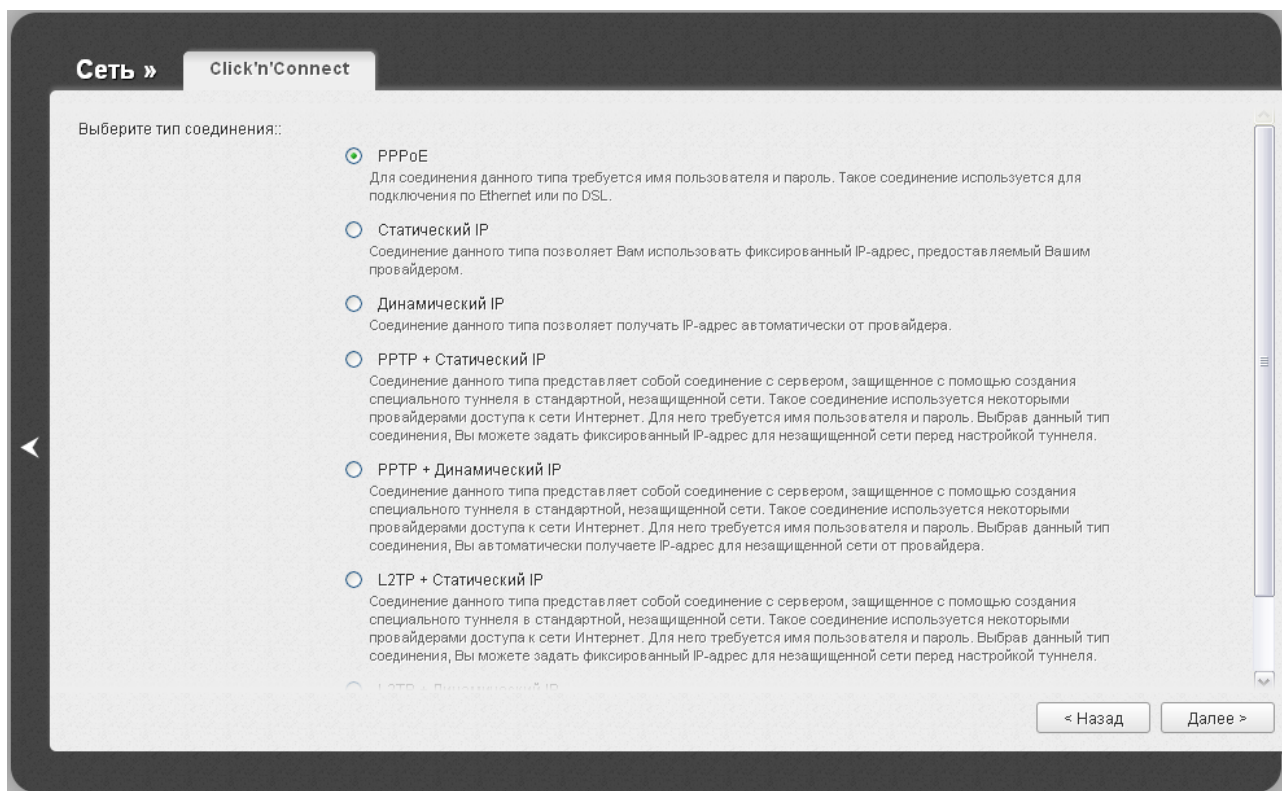 Сеть » Click'n'Connect
Выберите тип соединения::
PPPoE
Для соединения данного типа требуется имя пользователя и пароль. Такое соединение используется для
подключения по Ethernet или по DSL.
Статический IP
Соединение данного типа позволяет Вам использовать фиксированный IP-адрес, предоставляемый Вашим
провайдером.
Динамический IP
Соединение данного типа позволяет получать IP-адрес автоматически от провайдера.
PPTP + Статический IP
Соединение данного типа представляет собой соединение с сервером, защищенное с помощью создания
специального туннеля в стандартной, незащищенной сети. Такое соединение используется некоторыми
провайдерами доступа к сети Интернет. Для него требуется имя пользователя и пароль. Выбрав данный тип
соединения, Вы можете задать фиксированный IP-адрес для незащищенной сети перед настройкой туннеля.
PPTP + Динамический IP
Соединение данного типа представляет собой соединение с сервером, защищенное с помощью создания
специального туннеля в стандартной, незащищенной сети. Такое соединение используется некоторыми
провайдерами доступа к сети Интернет. Для него требуется имя пользователя и пароль. Выбрав данный тип
соединения, Вы автоматически получаете IP-адрес для незащищенной сети от провайдера.
L2TP + Статический IP
Соединение данного типа представляет собой соединение с сервером, защищенное с помощью создания
специального туннеля в стандартной, незащищенной сети. Такое соединение используется некоторыми
провайдерами доступа к сети Интернет. Для него требуется имя пользователя и пароль. Выбрав данный тип
соединения, Вы можете задать фиксированный IP-адрес для незащищенной сети перед настройкой туннеля.
L2TP + Динамический IP
< Назад Далее >